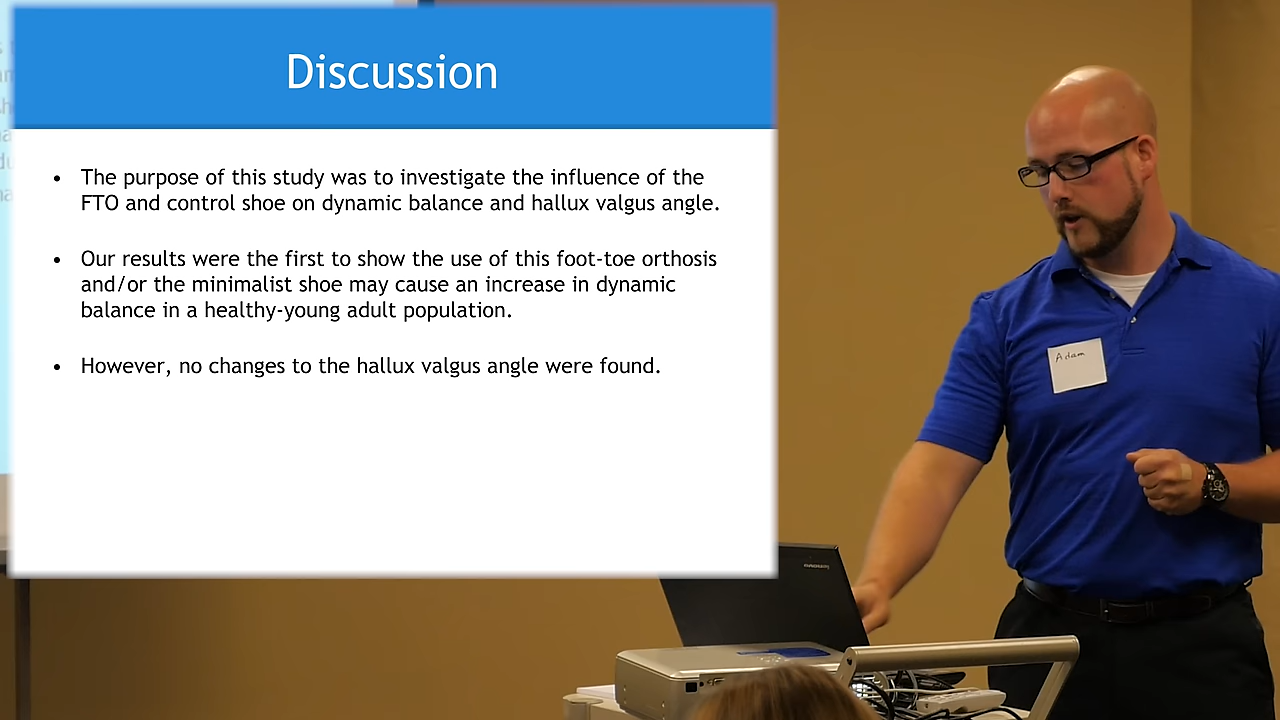 Discussion
• The purpose of this study was to investigate the influence of the
FTO and control shoe on dynamic balance and hallux valgus angle.
• Our results were the first to show the use of this foot-toe orthosis
and/or the minimalist shoe may cause an increase in dynamic
balance in a healthy-young adult population.
• However, no changes to the hallux valgus angle were found.
Adam